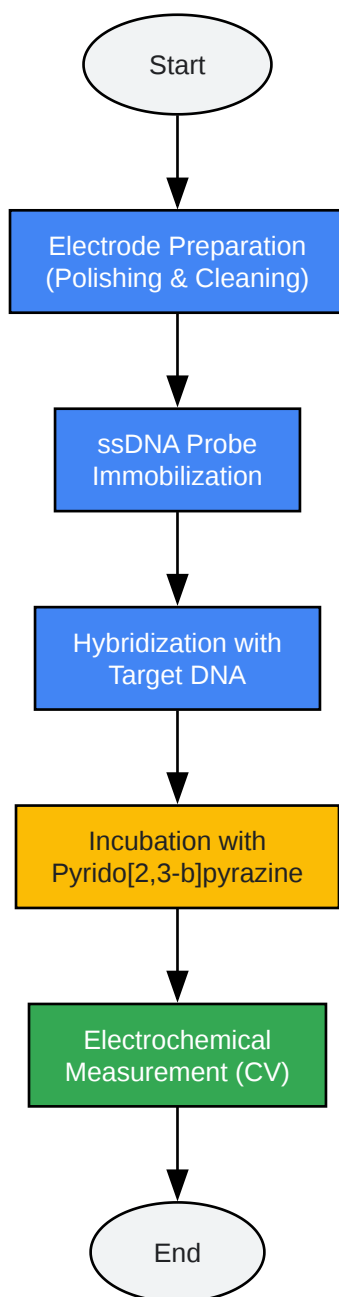 Start
Electrode Preparation
(Polishing & Cleaning)
ssDNA Probe
Immobilization
Hybridization with
Target DNA
Incubation with
Pyrido[2,3-b]pyrazine
Electrochemical
Measurement (CV)
End